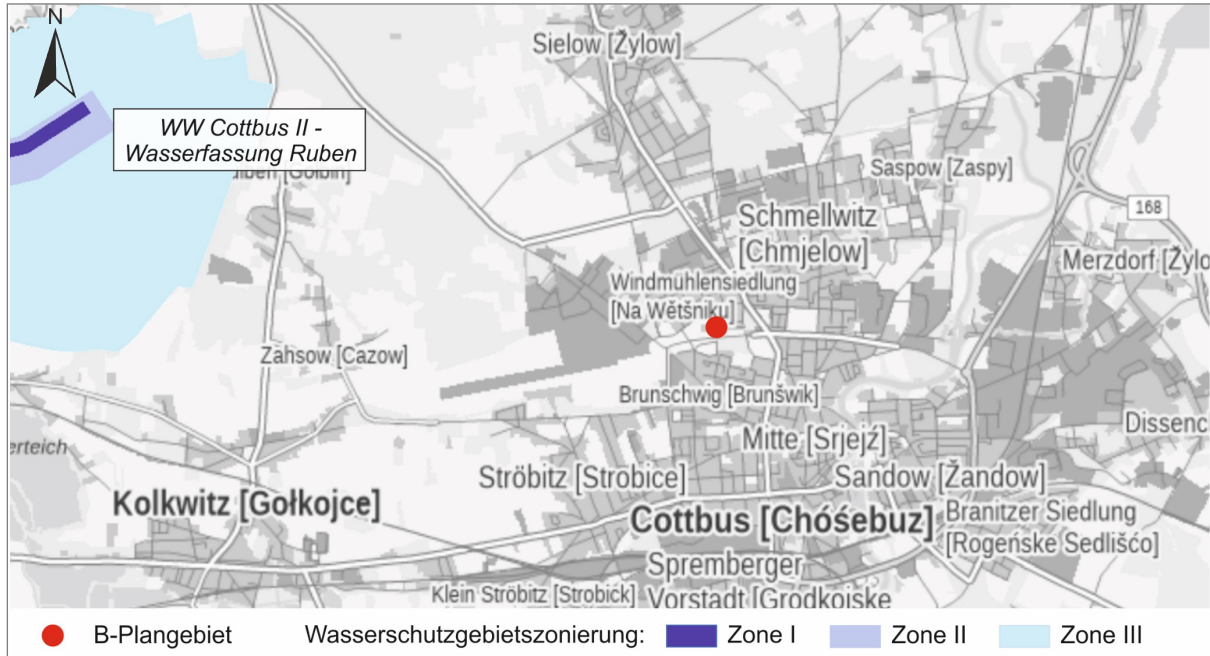 N
Sielow [Žylow]
WW Cottbus II -
Wasserfassung Ruben
Saspow [Zaspy]
168
Schmellwitz
[Chmjelow]
Merzdorf [Žylo
Windmühlensiedlung
[Na Wětšniku]
Zahsow [Cazow]
Brunschwig [Brunšwik]
Dissenc
Mitte [Srjejź]
erteich
Ströbitz [Strobice]
Sandow [Žandow]
Kolkwitz [Gołkojce]
Cottbus [Chóśebuz]
Branitzer Siedlung
[Rogeńske Sedlišćo]
Spremberger
Vorstadt [Grodkojske
Klein Ströbitz [Strobick]
B-Plangebiet
Wasserschutzgebietszonierung:
Zone I
Zone II
Zone III